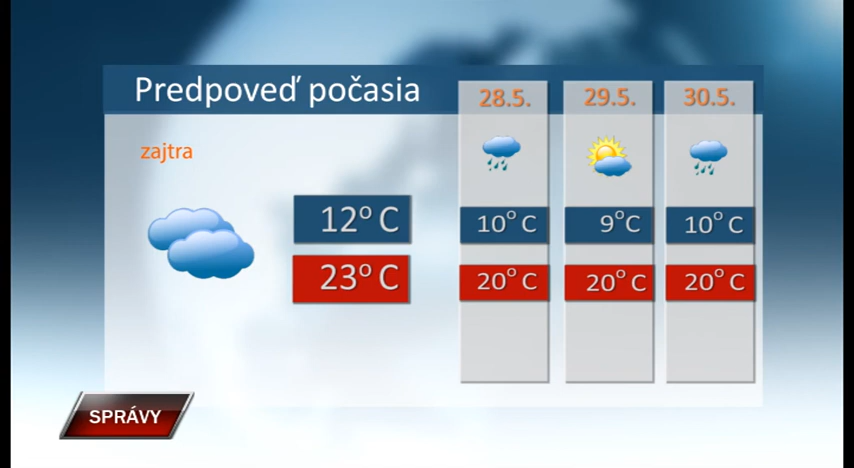 Predpoveď počasia
zajtra
12° C
23° C
28.5.
10° C
20° C
29.5.
9°C
20° C
30.5.
10° C
20° C
SPRÁVY